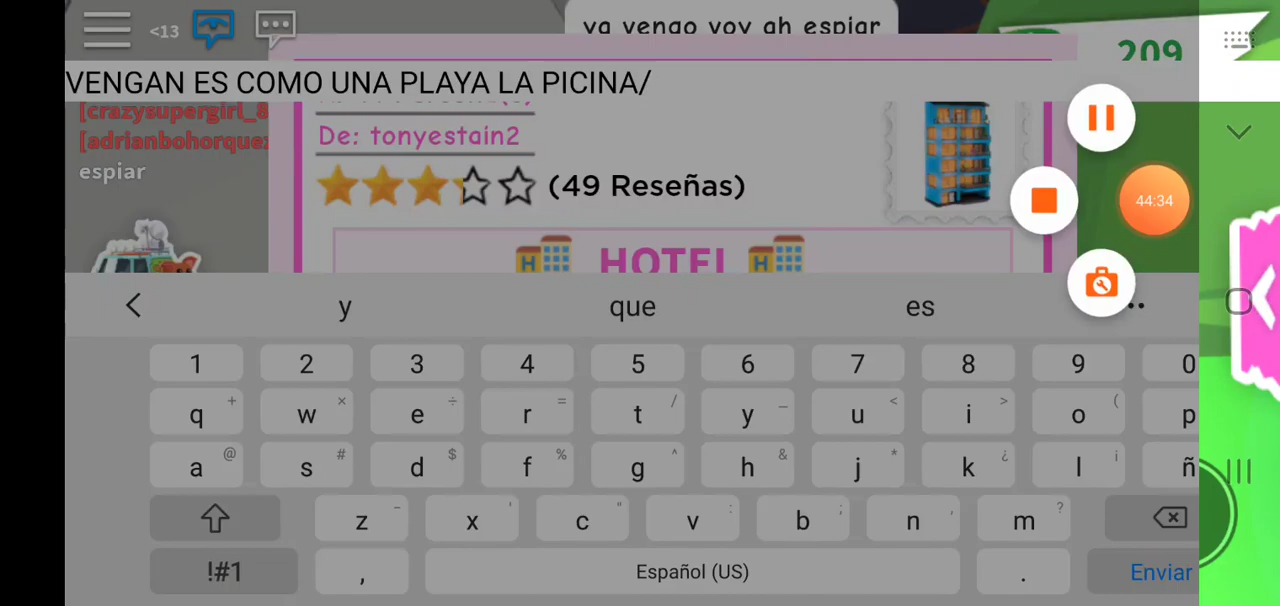 <13
ya vengo voy ah espiar
209
VENGAN ES COMO UNA PLAYA LA PICINA/
[crazysupergirl_8
[adrianbohorquez
espiar
De: tonyestain2
(49 Reseñas)
HOTEL
44:34
y que es
1 2 3 4 5 6 7 8 9 0
q + w × e ÷ r = t / y _ u < i > o ( p
a @ s # d $ f % g ^ h & j * k ¿ l ¡ ñ
z - x ' c " v : b ; n , m ?
!#1 , Español (US) . Enviar